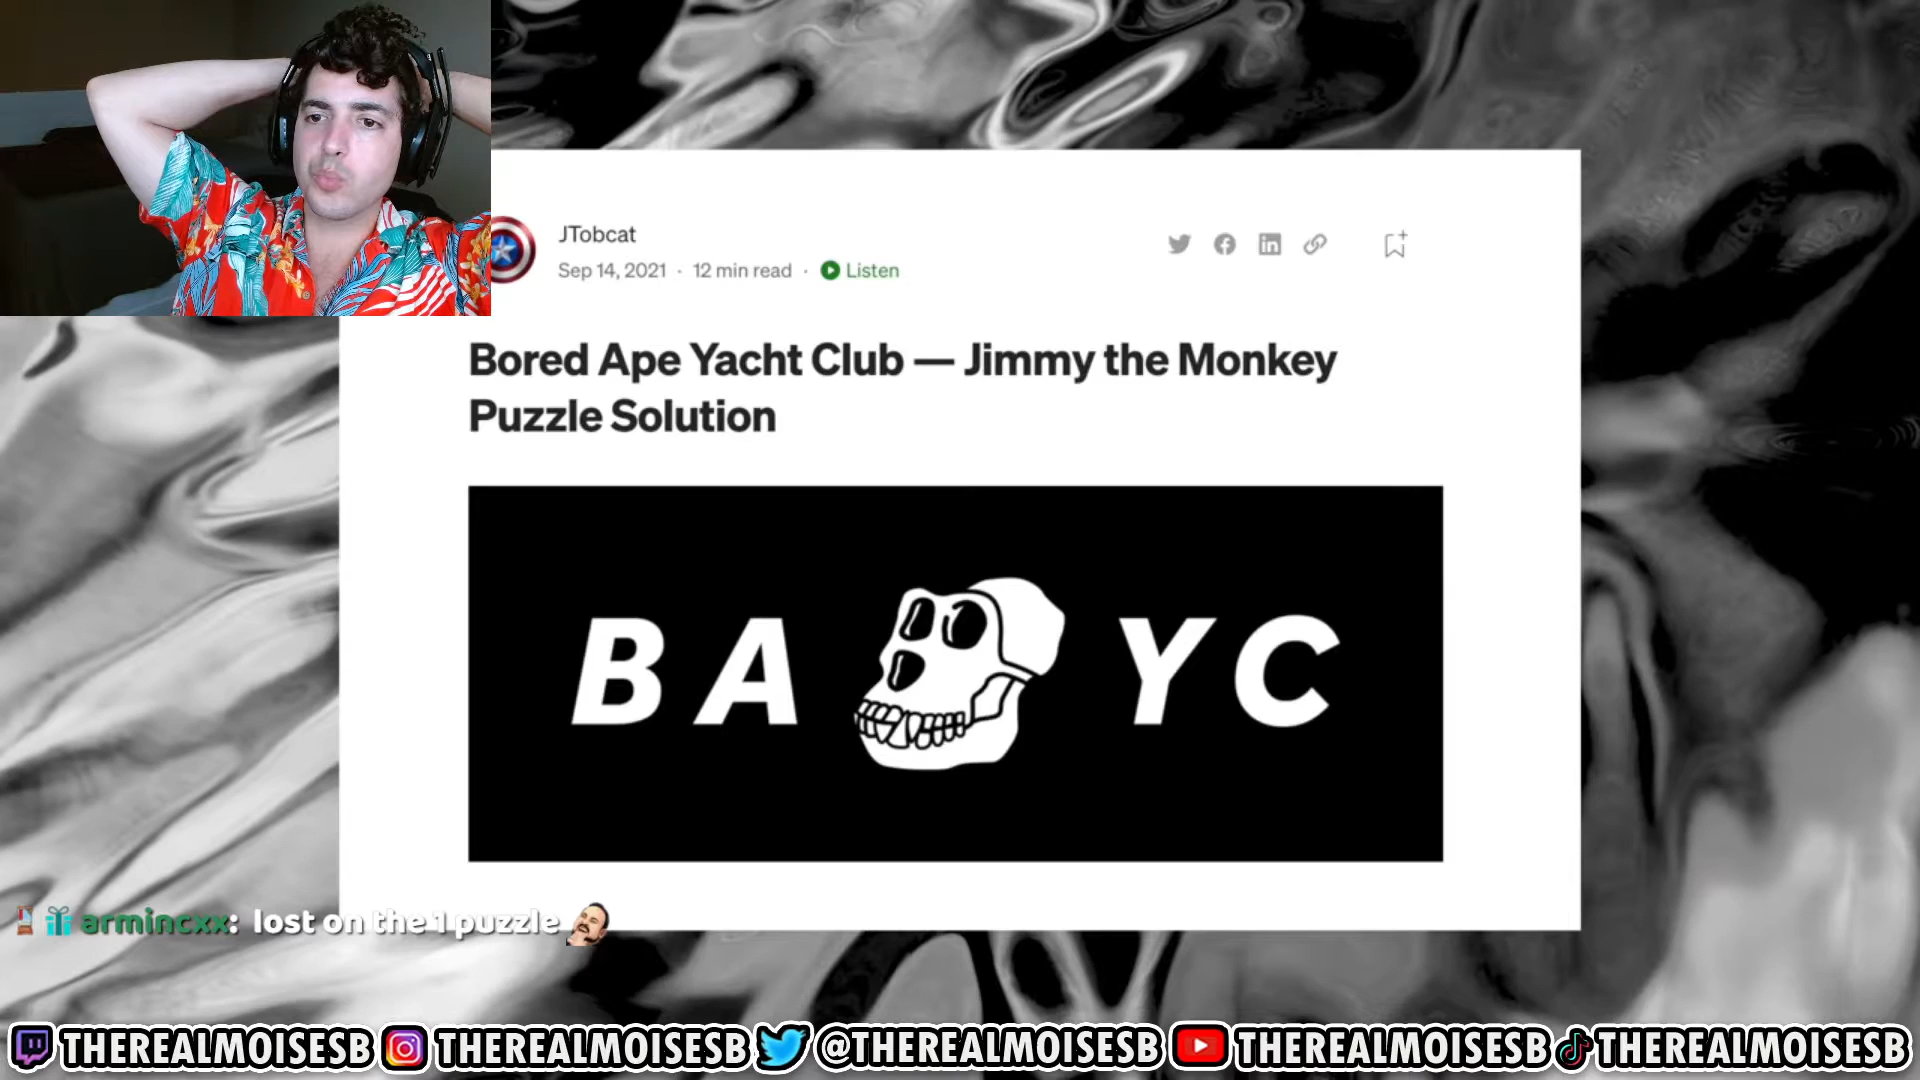 JTobcat
Sep 14, 2021 · 12 min read · Listen
Bored Ape Yacht Club — Jimmy the Monkey
Puzzle Solution
BA YC
armincxx: lost on the 1 puzzle
THEREALMOISESB THEREALMOISESB @THEREALMOISESB THEREALMOISESB THEREALMOISESB